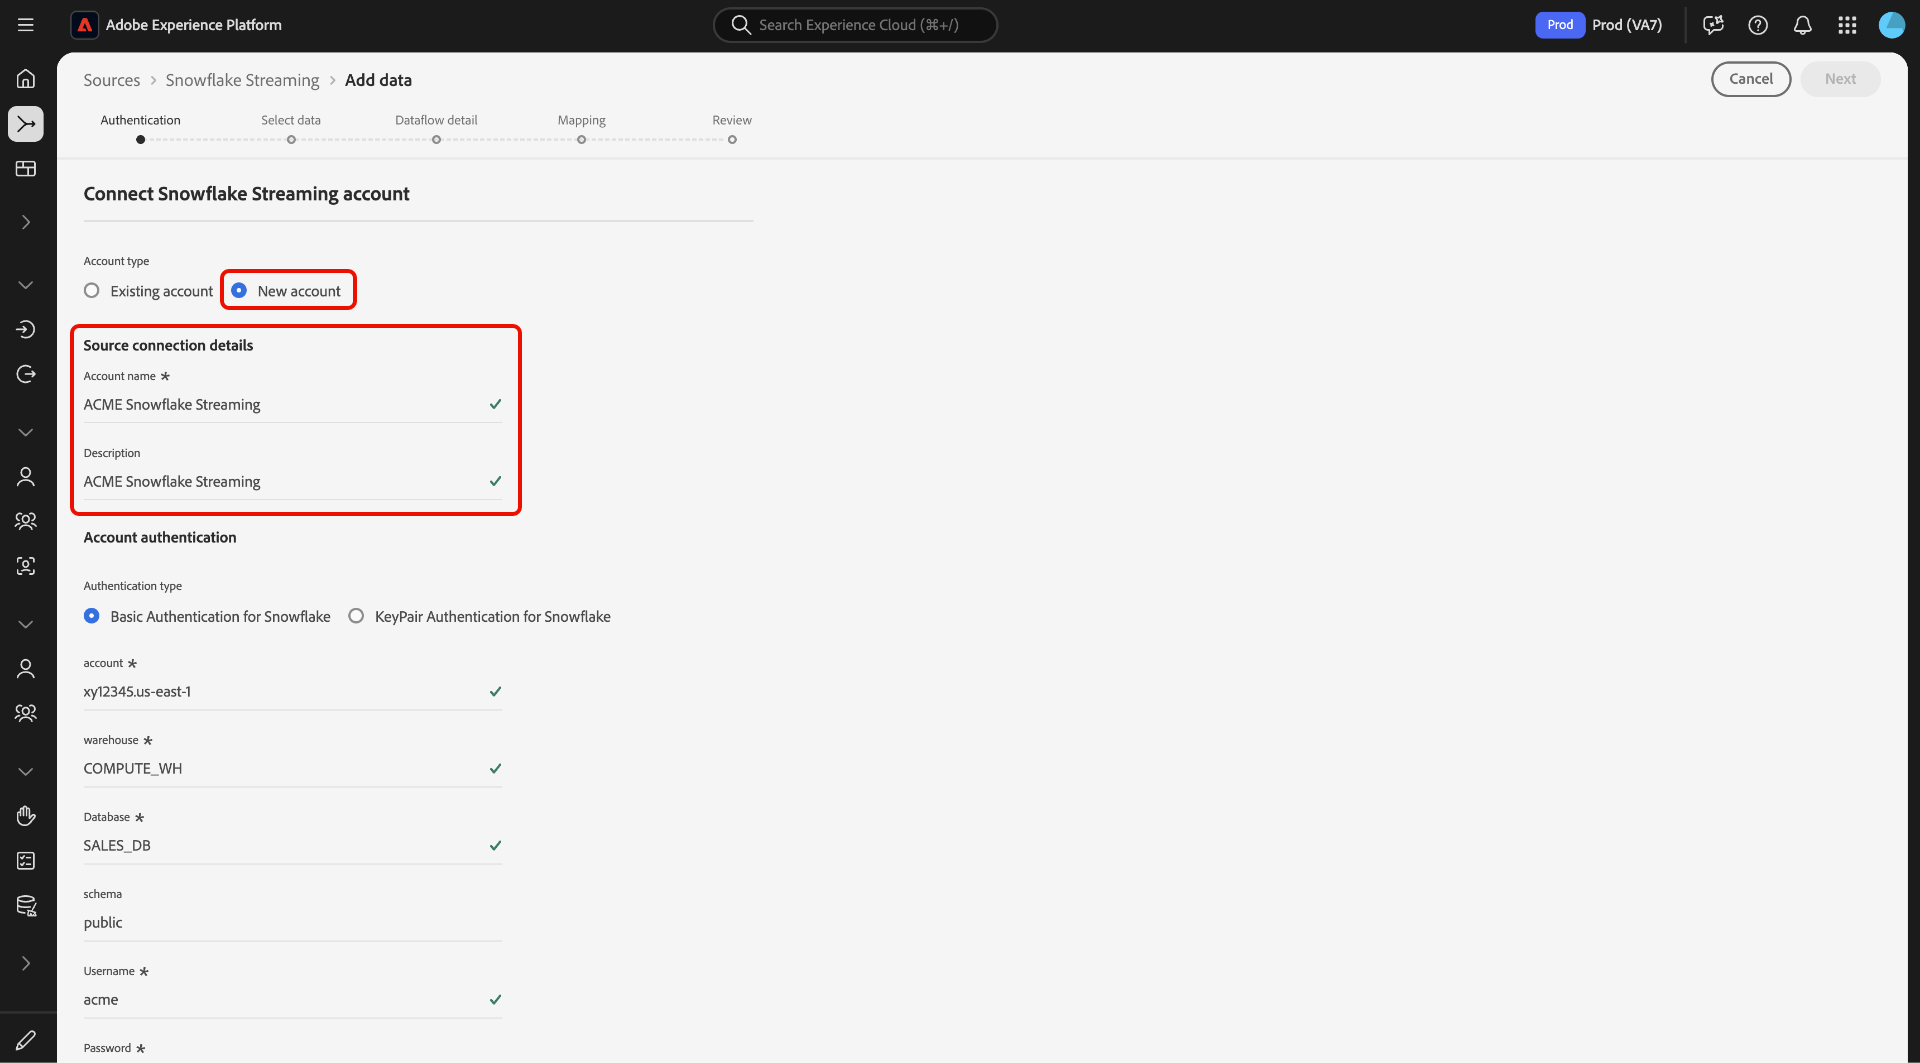 Adobe Experience Platform
Search Experience Cloud (⌘+/)
Prod
Prod (VA7)
Sources > Snowflake Streaming > Add data
Cancel
Next
Authentication
Select data
Dataflow detail
Mapping
Review
Connect Snowflake Streaming account
Account type
Existing account
New account
Source connection details
Account name *
ACME Snowflake Streaming
Description
ACME Snowflake Streaming
Account authentication
Authentication type
Basic Authentication for Snowflake
KeyPair Authentication for Snowflake
account *
xy12345.us-east-1
warehouse *
COMPUTE_WH
Database *
SALES_DB
schema
public
Username *
acme
Password *